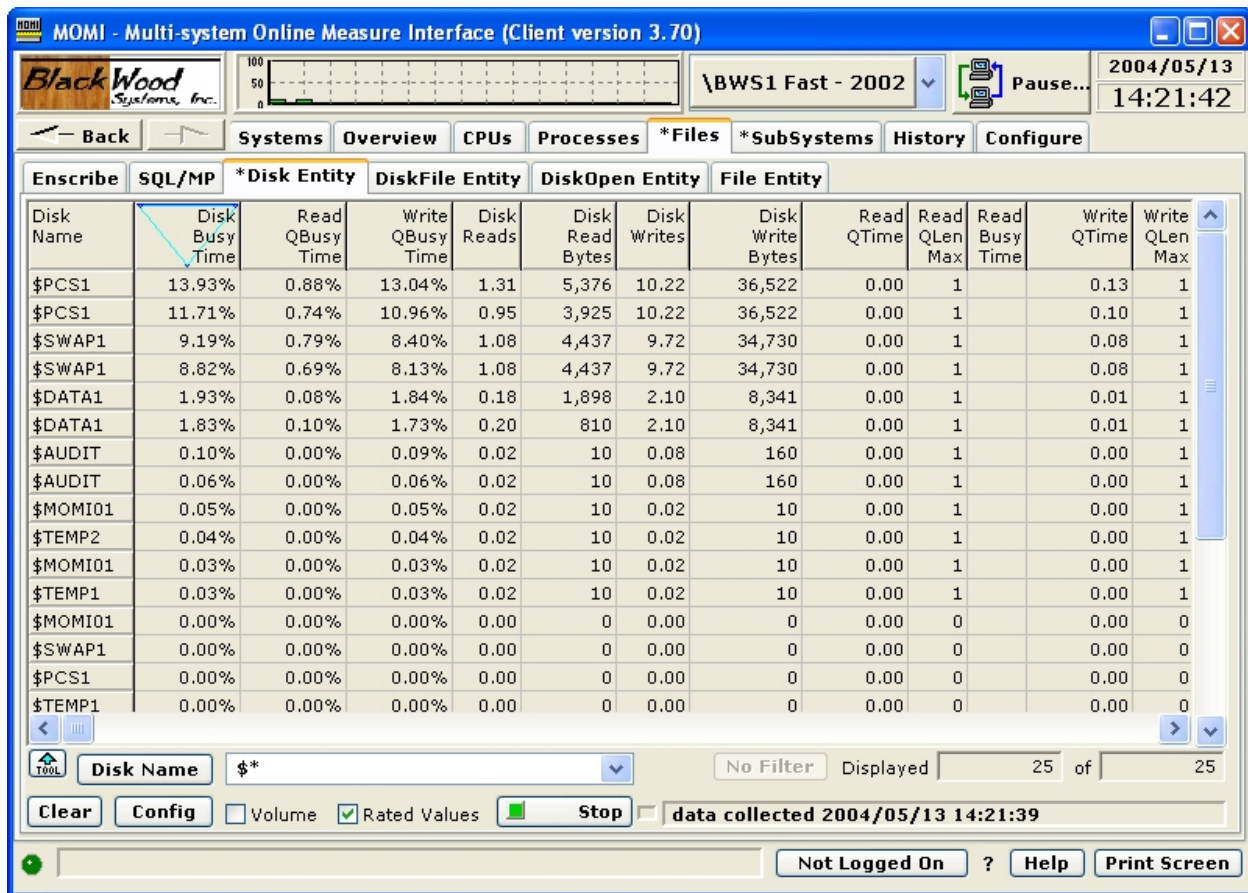 MOMI - Multi-system Online Measure Interface (Client version 3.70)
BlackWood Systems, Inc.
100
50
0
\BWS1 Fast - 2002
Pause...
2004/05/13
14:21:42
Back Systems Overview CPUs Processes *Files *SubSystems History Configure
Enscribe SQL/MP *Disk Entity DiskFile Entity DiskOpen Entity File Entity
Disk Disk Read Write Disk Disk Disk Disk Read Read Read Write Write
Name Busy QBusy QBusy Reads Read Writes Write QTime QLen Busy QTime QLen
Time Time Time Bytes Bytes Max Time Max
$PCS1 13.93% 0.88% 13.04% 1.31 5,376 10.22 36,522 0.00 1 0.13 1
$PCS1 11.71% 0.74% 10.96% 0.95 3,925 10.22 36,522 0.00 1 0.10 1
$SWAP1 9.19% 0.79% 8.40% 1.08 4,437 9.72 34,730 0.00 1 0.08 1
$SWAP1 8.82% 0.69% 8.13% 1.08 4,437 9.72 34,730 0.00 1 0.08 1
$DATA1 1.93% 0.08% 1.84% 0.18 1,898 2.10 8,341 0.00 1 0.01 1
$DATA1 1.83% 0.10% 1.73% 0.20 810 2.10 8,341 0.00 1 0.01 1
$AUDIT 0.10% 0.00% 0.09% 0.02 10 0.08 160 0.00 1 0.00 1
$AUDIT 0.06% 0.00% 0.06% 0.02 10 0.08 160 0.00 1 0.00 1
$MOMI01 0.05% 0.00% 0.05% 0.02 10 0.02 10 0.00 1 0.00 1
$TEMP2 0.04% 0.00% 0.04% 0.02 10 0.02 10 0.00 1 0.00 1
$MOMI01 0.03% 0.00% 0.03% 0.02 10 0.02 10 0.00 1 0.00 1
$TEMP1 0.03% 0.00% 0.03% 0.02 10 0.02 10 0.00 1 0.00 1
$MOMI01 0.00% 0.00% 0.00% 0.00 0 0.00 0 0.00 0 0.00 0
$SWAP1 0.00% 0.00% 0.00% 0.00 0 0.00 0 0.00 0 0.00 0
$PCS1 0.00% 0.00% 0.00% 0.00 0 0.00 0 0.00 0 0.00 0
$TEMP1 0.00% 0.00% 0.00% 0.00 0 0.00 0 0.00 0 0.00 0
TOOL Disk Name $* No Filter Displayed 25 of 25
Clear Config Volume Rated Values Stop data collected 2004/05/13 14:21:39
Not Logged On ? Help Print Screen